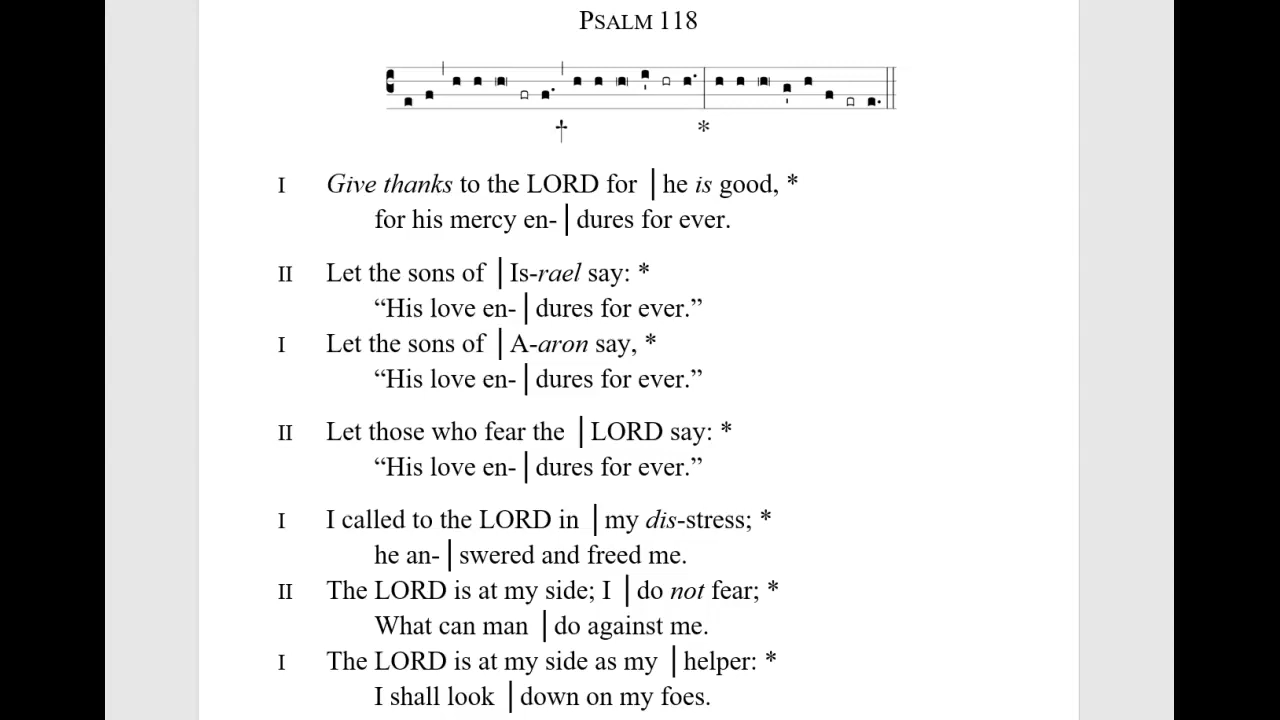 PSALM 118
† *
I Give thanks to the LORD for | he is good, *
for his mercy en- | dures for ever.
II Let the sons of | Is-rael say: *
“His love en- | dures for ever.”
I Let the sons of | A-aron say, *
“His love en- | dures for ever.”
II Let those who fear the | LORD say: *
“His love en- | dures for ever.”
I I called to the LORD in | my dis-stress; *
he an- | swered and freed me.
II The LORD is at my side; I | do not fear; *
What can man | do against me.
I The LORD is at my side as my | helper: *
I shall look | down on my foes.